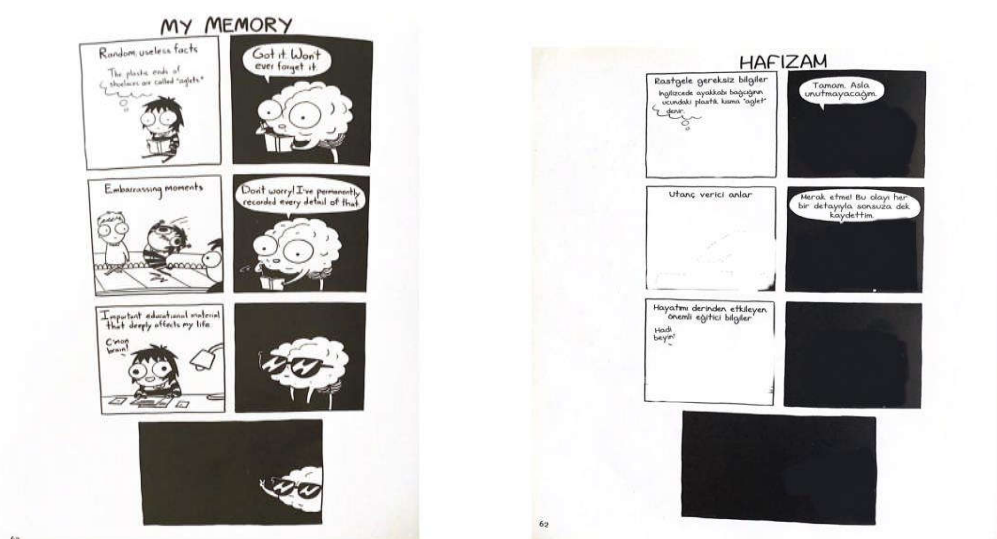 MY MEMORY
Random, useless facts
The plastic ends of
shoelaces are called "aglets"
Got it. Won't
ever forget it.
Embarrassing moments
Don't worry! I've permanently
recorded every detail of that
Important educational material
that deeply affects my life
C'mon
brain!
HAFIZAM
Rastgele gereksiz bilgiler
İngilizcede ayakkabı bağcığının
ucundaki plastik kısma "aglet"
denir.
Tamam. Asla
unutmayacağım.
Utanç verici anlar
Merak etme! Bu olayı her
bir detayıyla sonsuza dek
kaydettim.
Hayatımı derinden etkileyen
önemli eğitici bilgiler
Hadi
beyin!
62